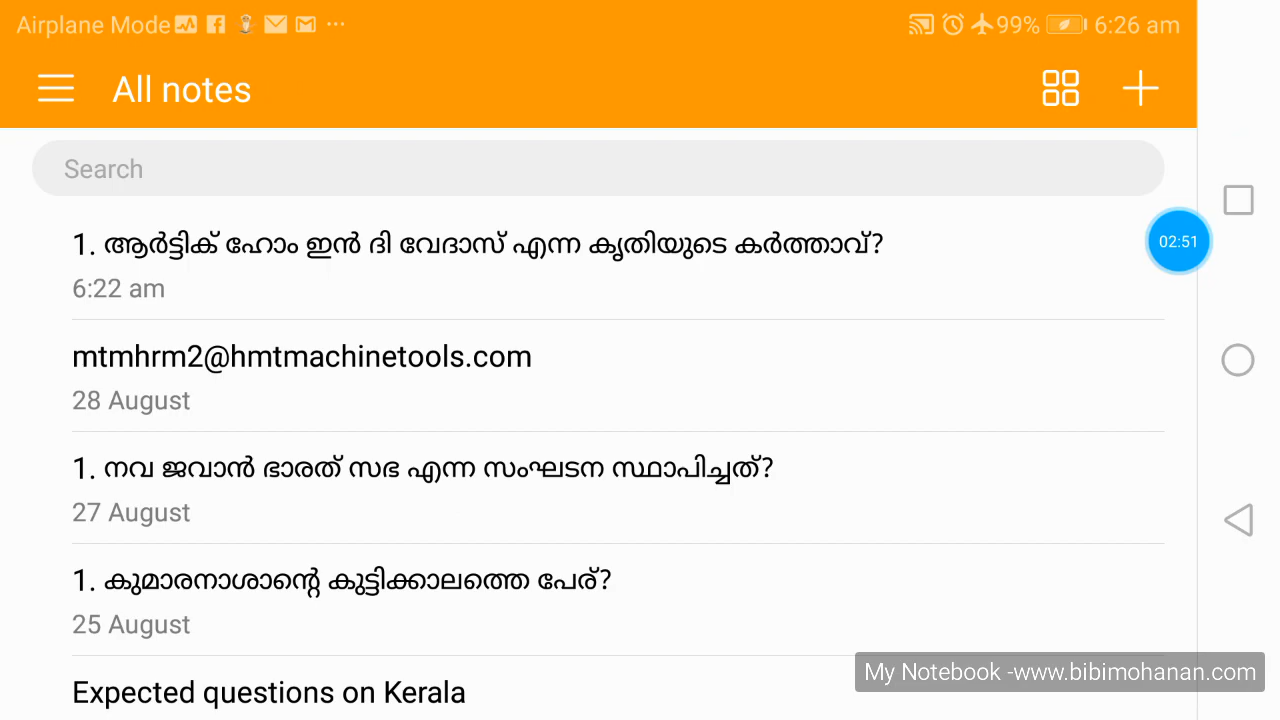 Airplane Mode ... 99% 6:26 am
All notes
Search
1. ആർട്ടിക് ഹോം ഇൻ ദി വേദാസ് എന്ന കൃതിയുടെ കർത്താവ്?
6:22 am
02:51
mtmhrm2@hmtmachinetools.com
28 August
1. നവ ജവാൻ ഭാരത് സഭ എന്ന സംഘടന സ്ഥാപിച്ചത്?
27 August
1. കുമാരനാശാന്റെ കുട്ടിക്കാലത്തെ പേര്?
25 August
Expected questions on Kerala
My Notebook -www.bibimohanan.com